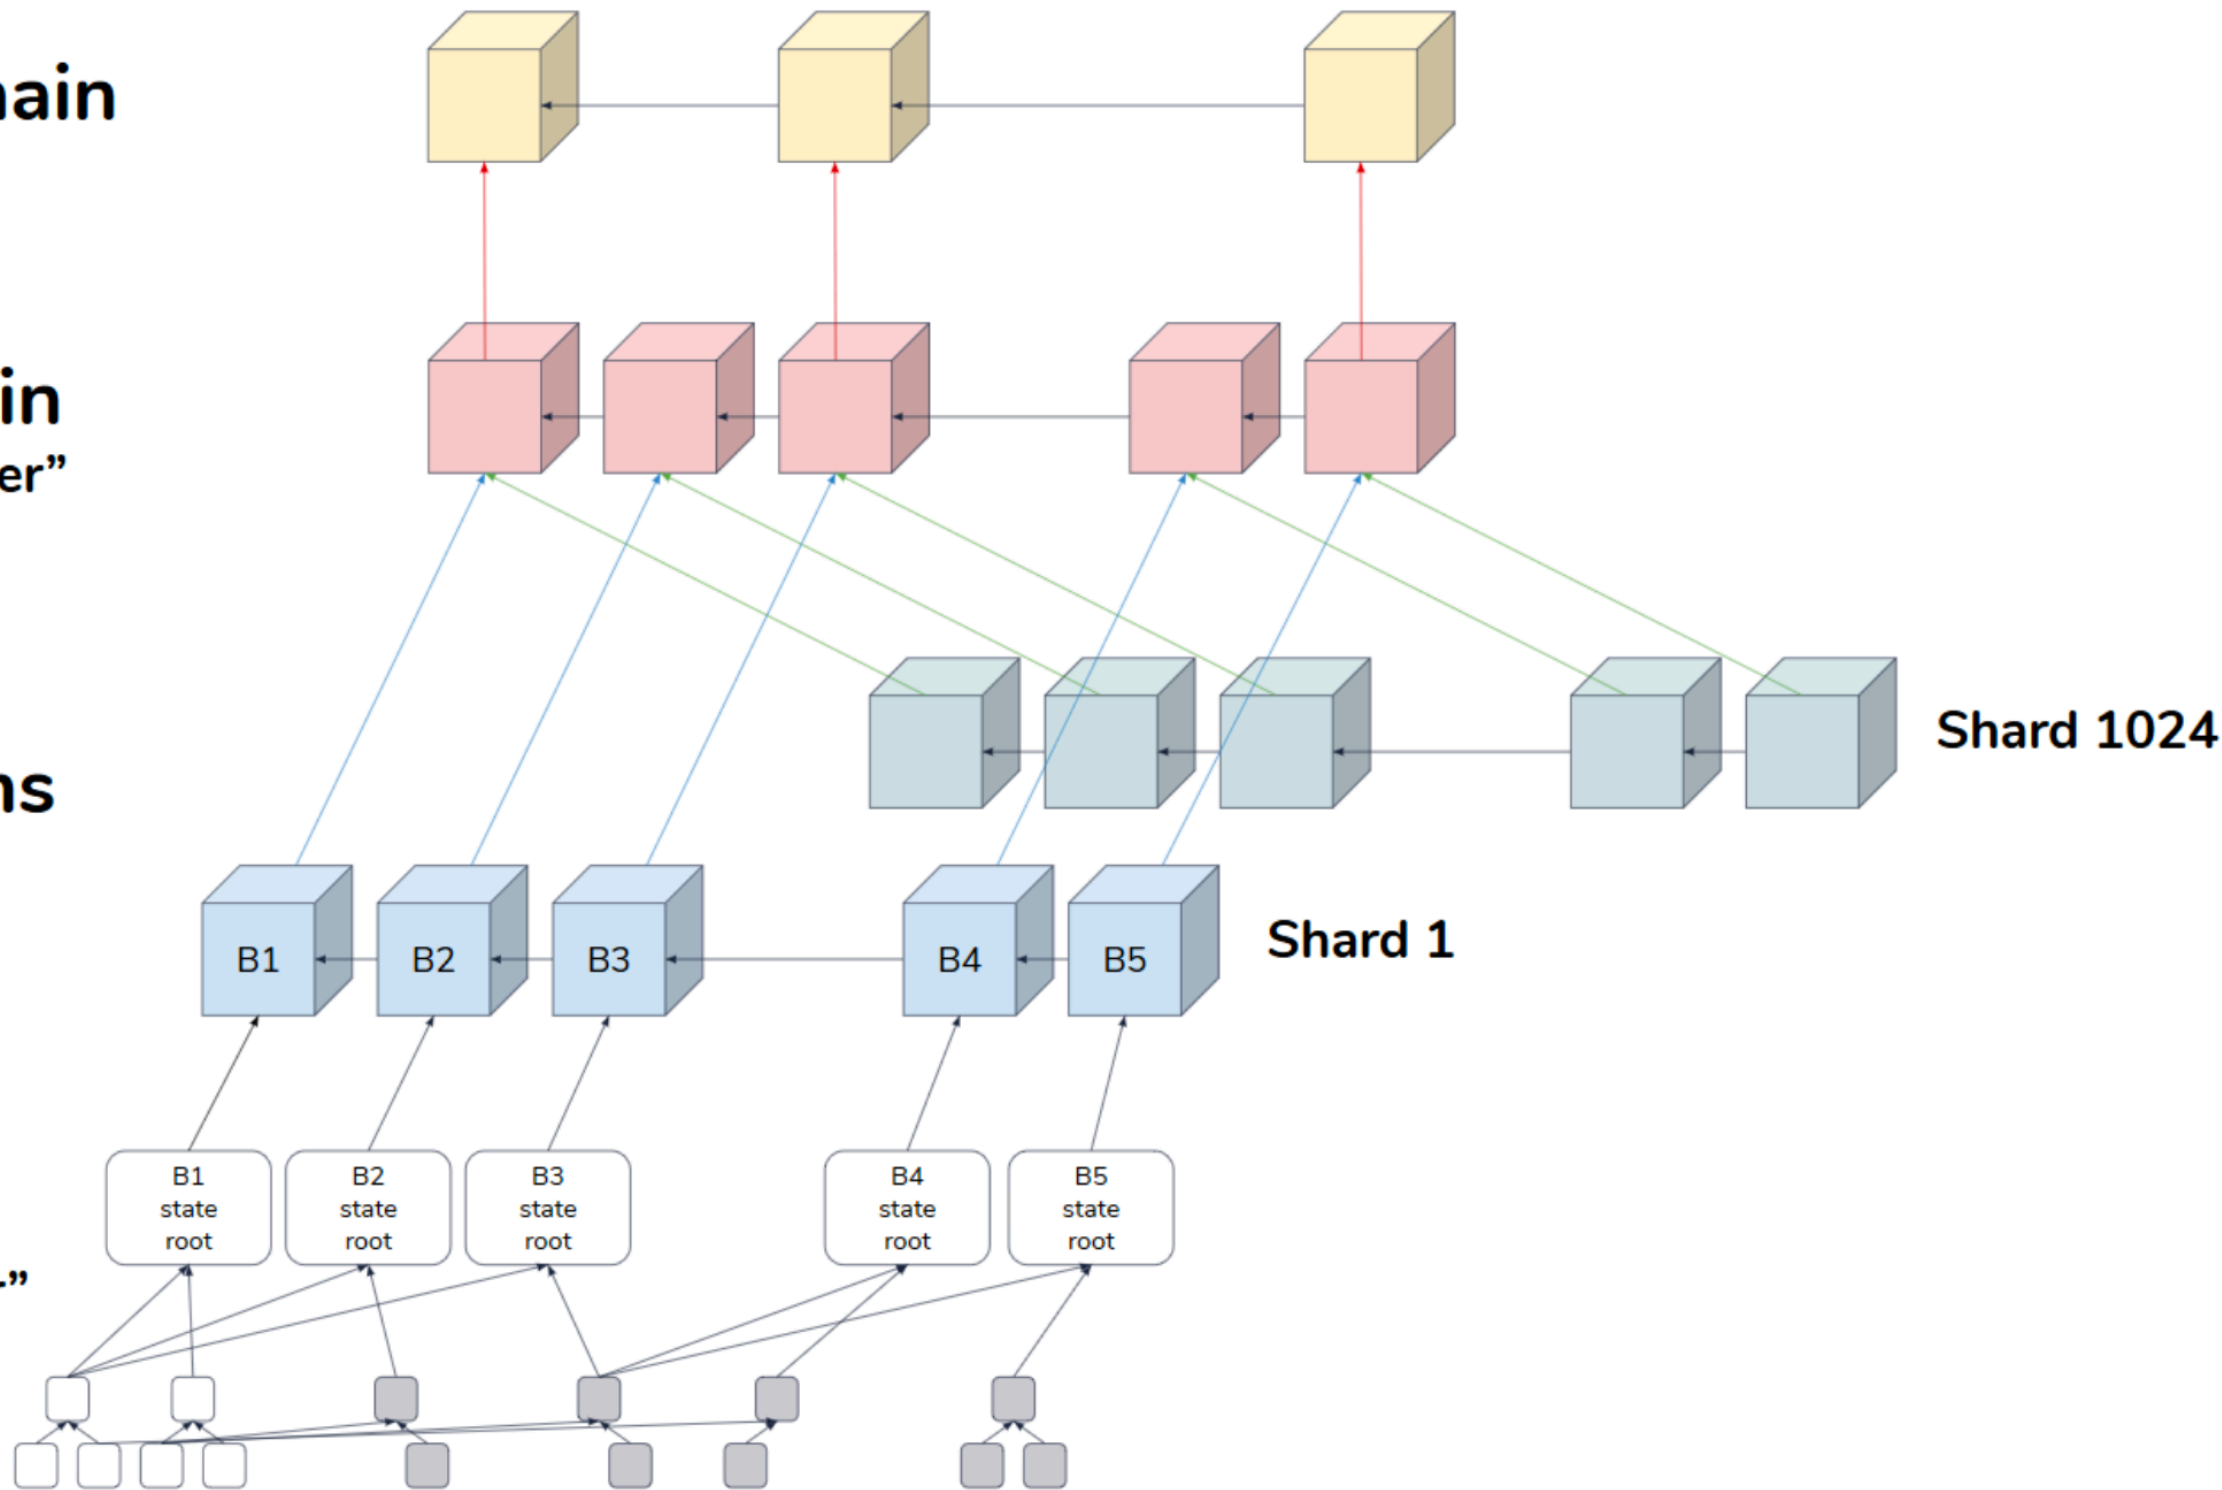 ain
in
er”
Shard 1024
ns
B1
B2
B3
B4
B5
Shard 1
B1
state
root
B2
state
root
B3
state
root
B4
state
root
B5
state
root